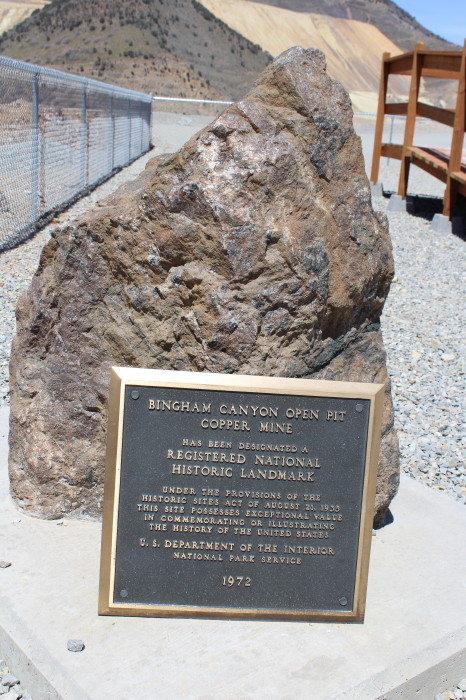 BINGHAM CANYON OPEN PIT
COPPER MINE
HAS BEEN DESIGNATED A
REGISTERED NATIONAL
HISTORIC LANDMARK
UNDER THE PROVISIONS OF THE
HISTORIC SITES ACT OF AUGUST 21, 1935
THIS SITE POSSESSES EXCEPTIONAL VALUE
IN COMMEMORATING OR ILLUSTRATING
THE HISTORY OF THE UNITED STATES
U. S. DEPARTMENT OF THE INTERIOR
NATIONAL PARK SERVICE
1972